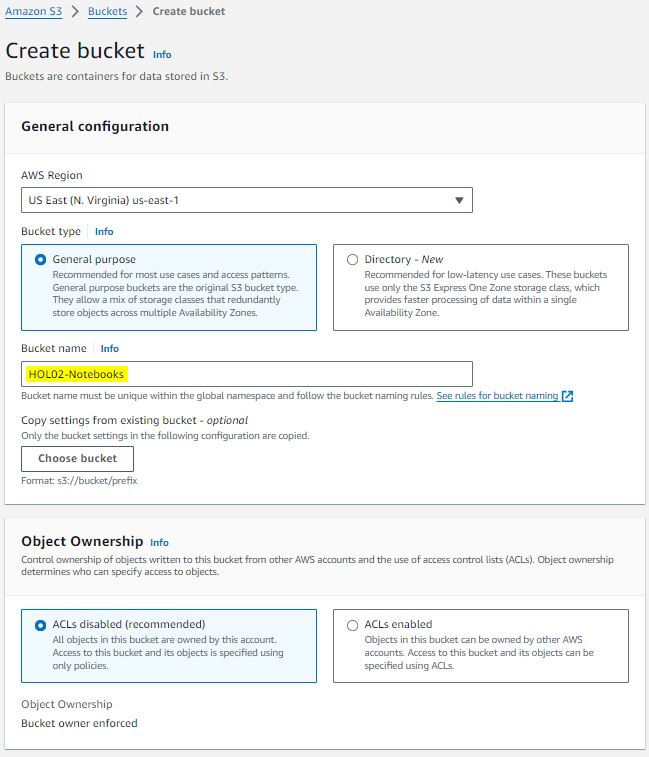 Amazon S3 > Buckets > Create bucket
Create bucket Info
Buckets are containers for data stored in S3.
General configuration
AWS Region
US East (N. Virginia) us-east-1
Bucket type Info
General purpose
Recommended for most use cases and access patterns.
General purpose buckets are the original S3 bucket type.
They allow a mix of storage classes that redundantly
store objects across multiple Availability Zones.
Directory - New
Recommended for low-latency use cases. These buckets
use only the S3 Express One Zone storage class, which
provides faster processing of data within a single
Availability Zone.
Bucket name Info
HOL02-Notebooks
Bucket name must be unique within the global namespace and follow the bucket naming rules. See rules for bucket naming
Copy settings from existing bucket - optional
Only the bucket settings in the following configuration are copied.
Choose bucket
Format: s3://bucket/prefix
Object Ownership Info
Control ownership of objects written to this bucket from other AWS accounts and the use of access control lists (ACLs). Object ownership
determines who can specify access to objects.
ACLs disabled (recommended)
All objects in this bucket are owned by this account.
Access to this bucket and its objects is specified using
only policies.
ACLs enabled
Objects in this bucket can be owned by other AWS
accounts. Access to this bucket and its objects can be
specified using ACLs.
Object Ownership
Bucket owner enforced